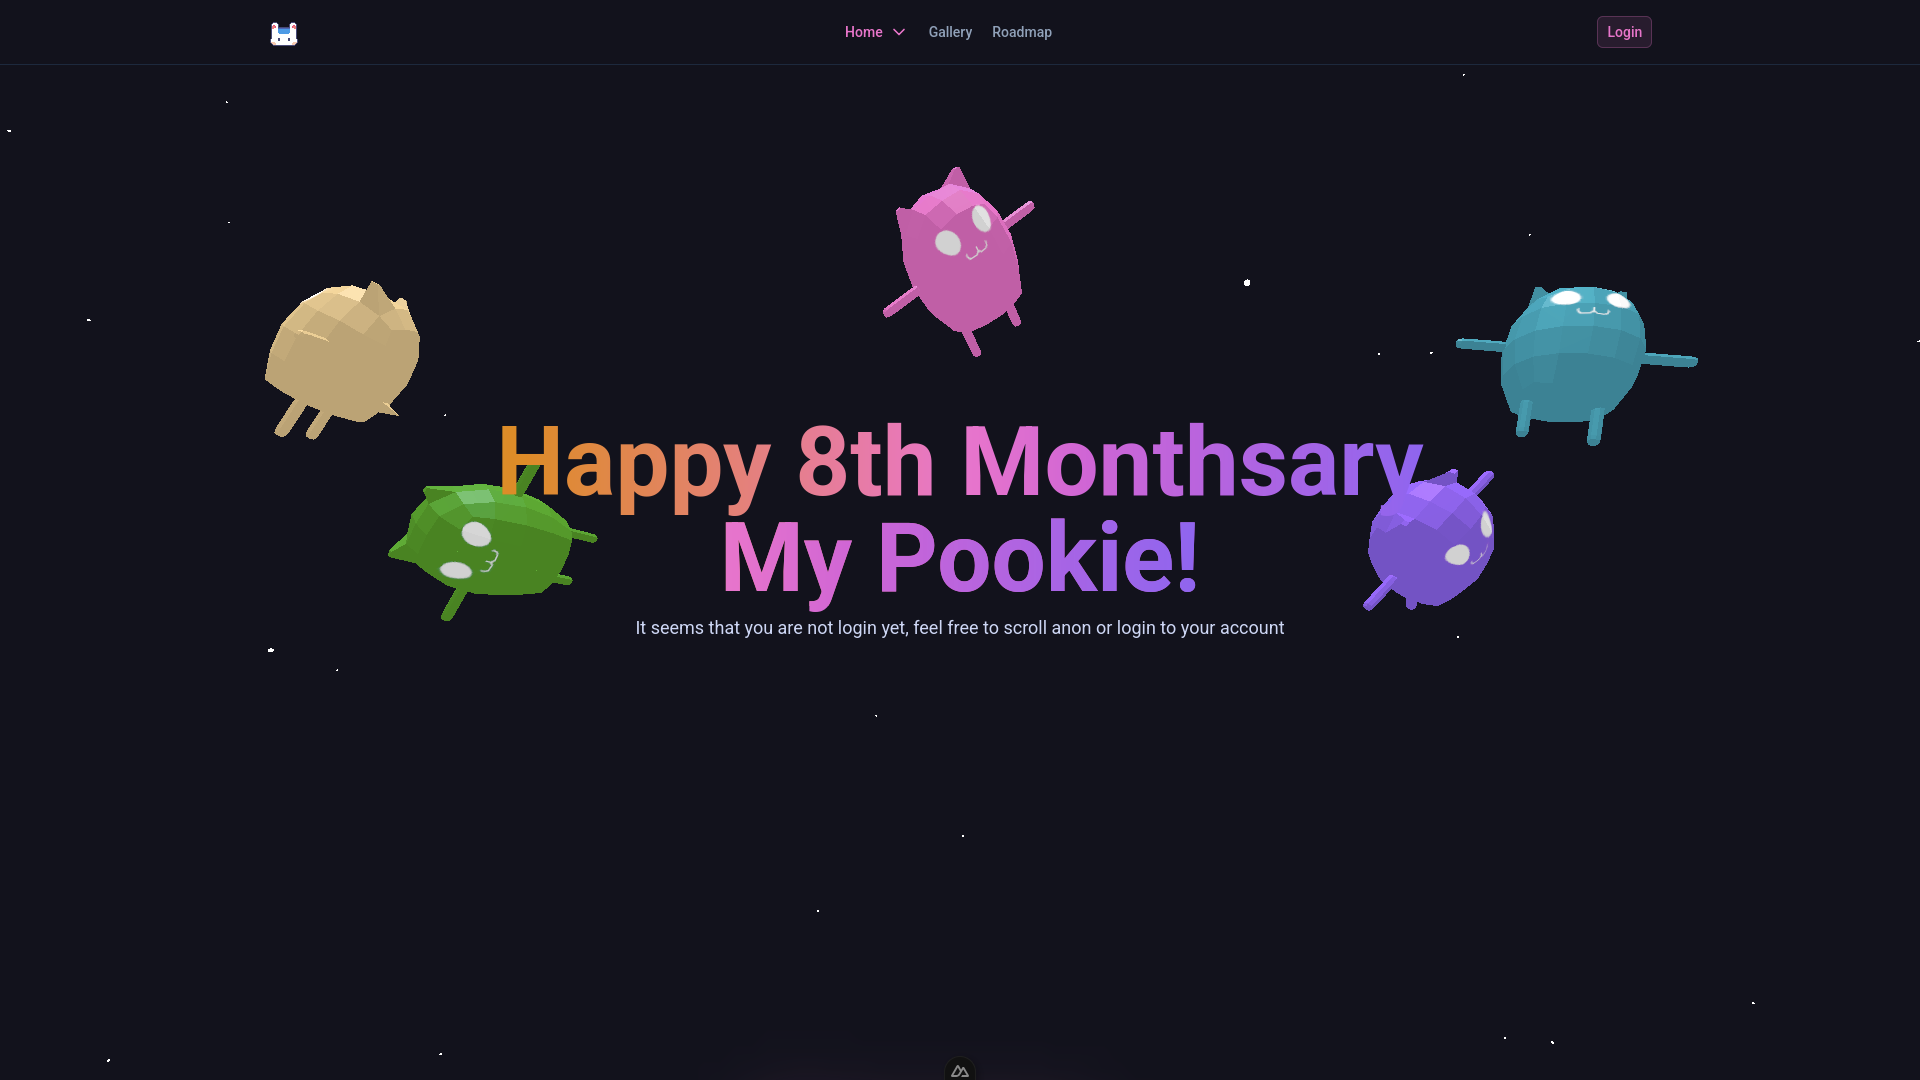 Home
Gallery
Roadmap
Login
Happy 8th Monthsary
My Pookie!
It seems that you are not login yet, feel free to scroll anon or login to your account